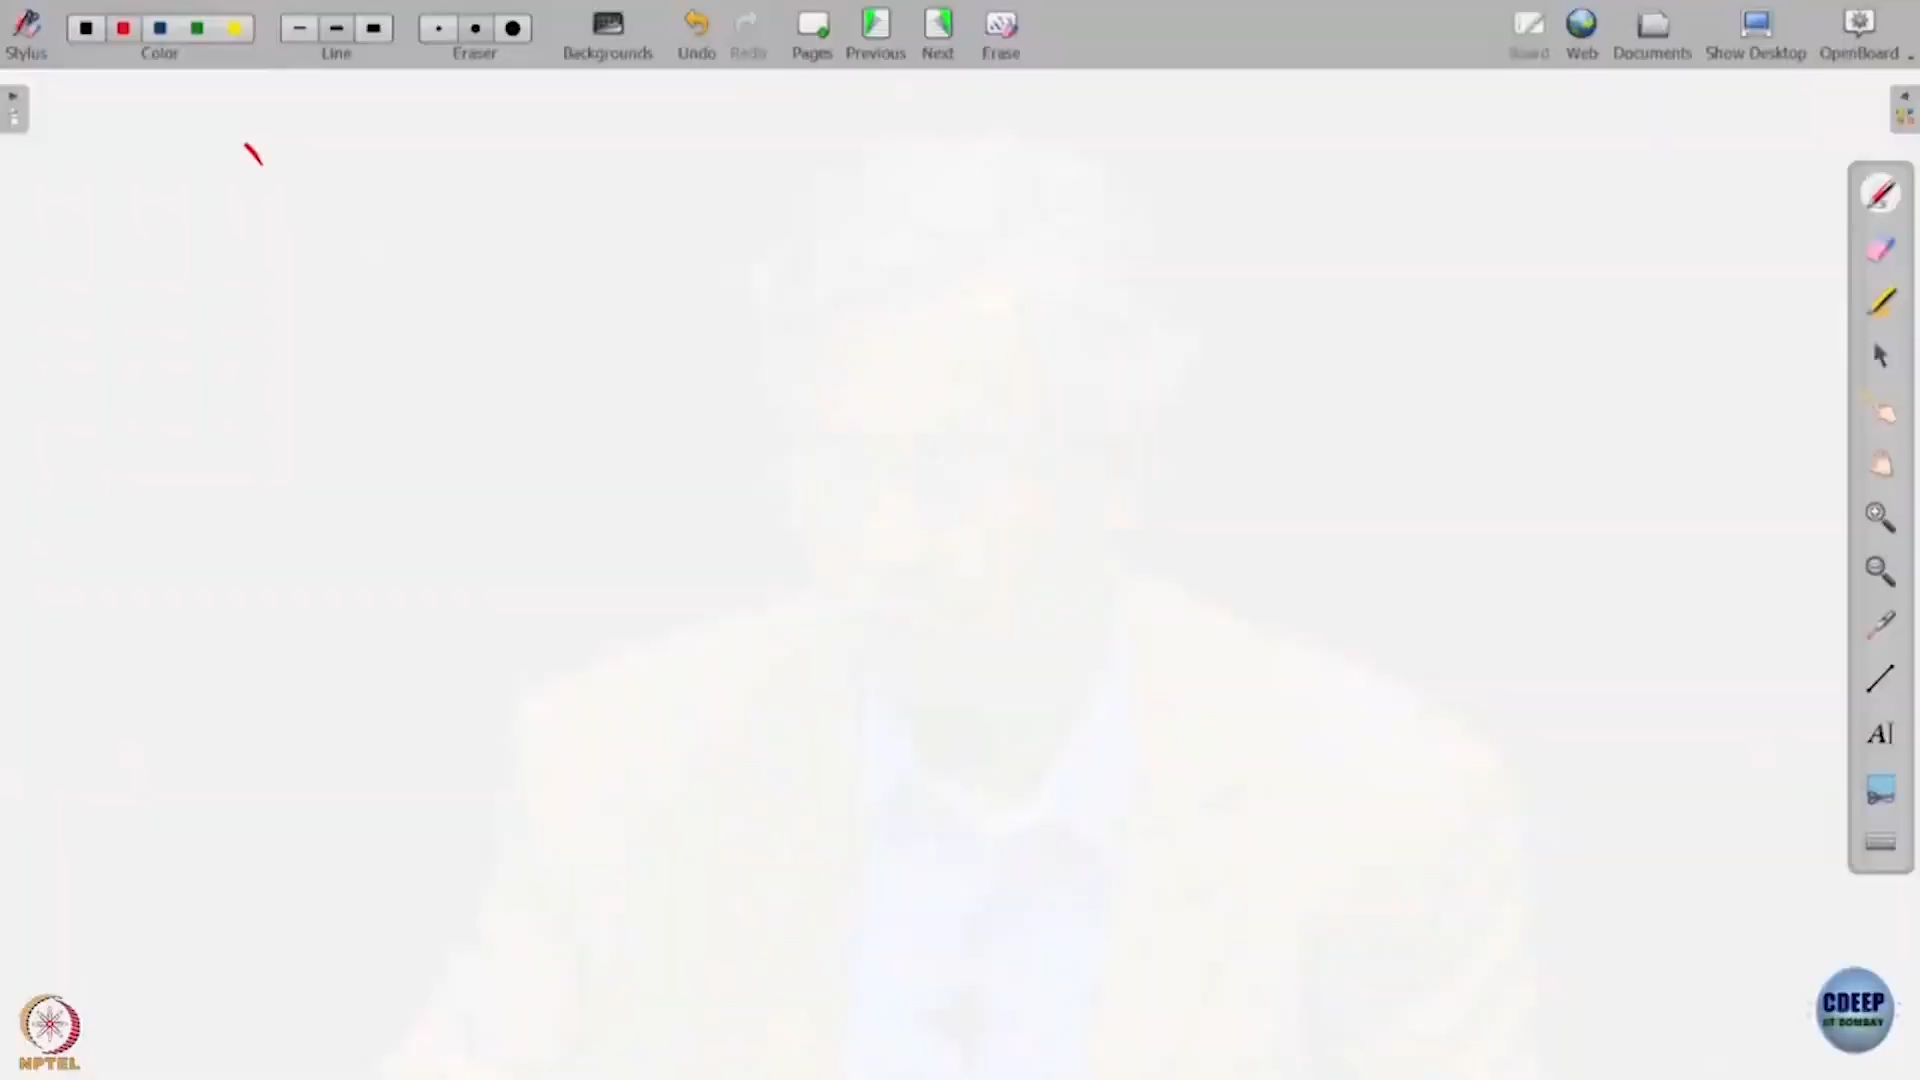 Stylus
Color
Line
Eraser
Backgrounds
Undo
Redo
Pages
Previous
Next
Erase
Board
Web
Documents
Show Desktop
OpenBoard
A|
NPTEL
CDEEP
IIT BOMBAY